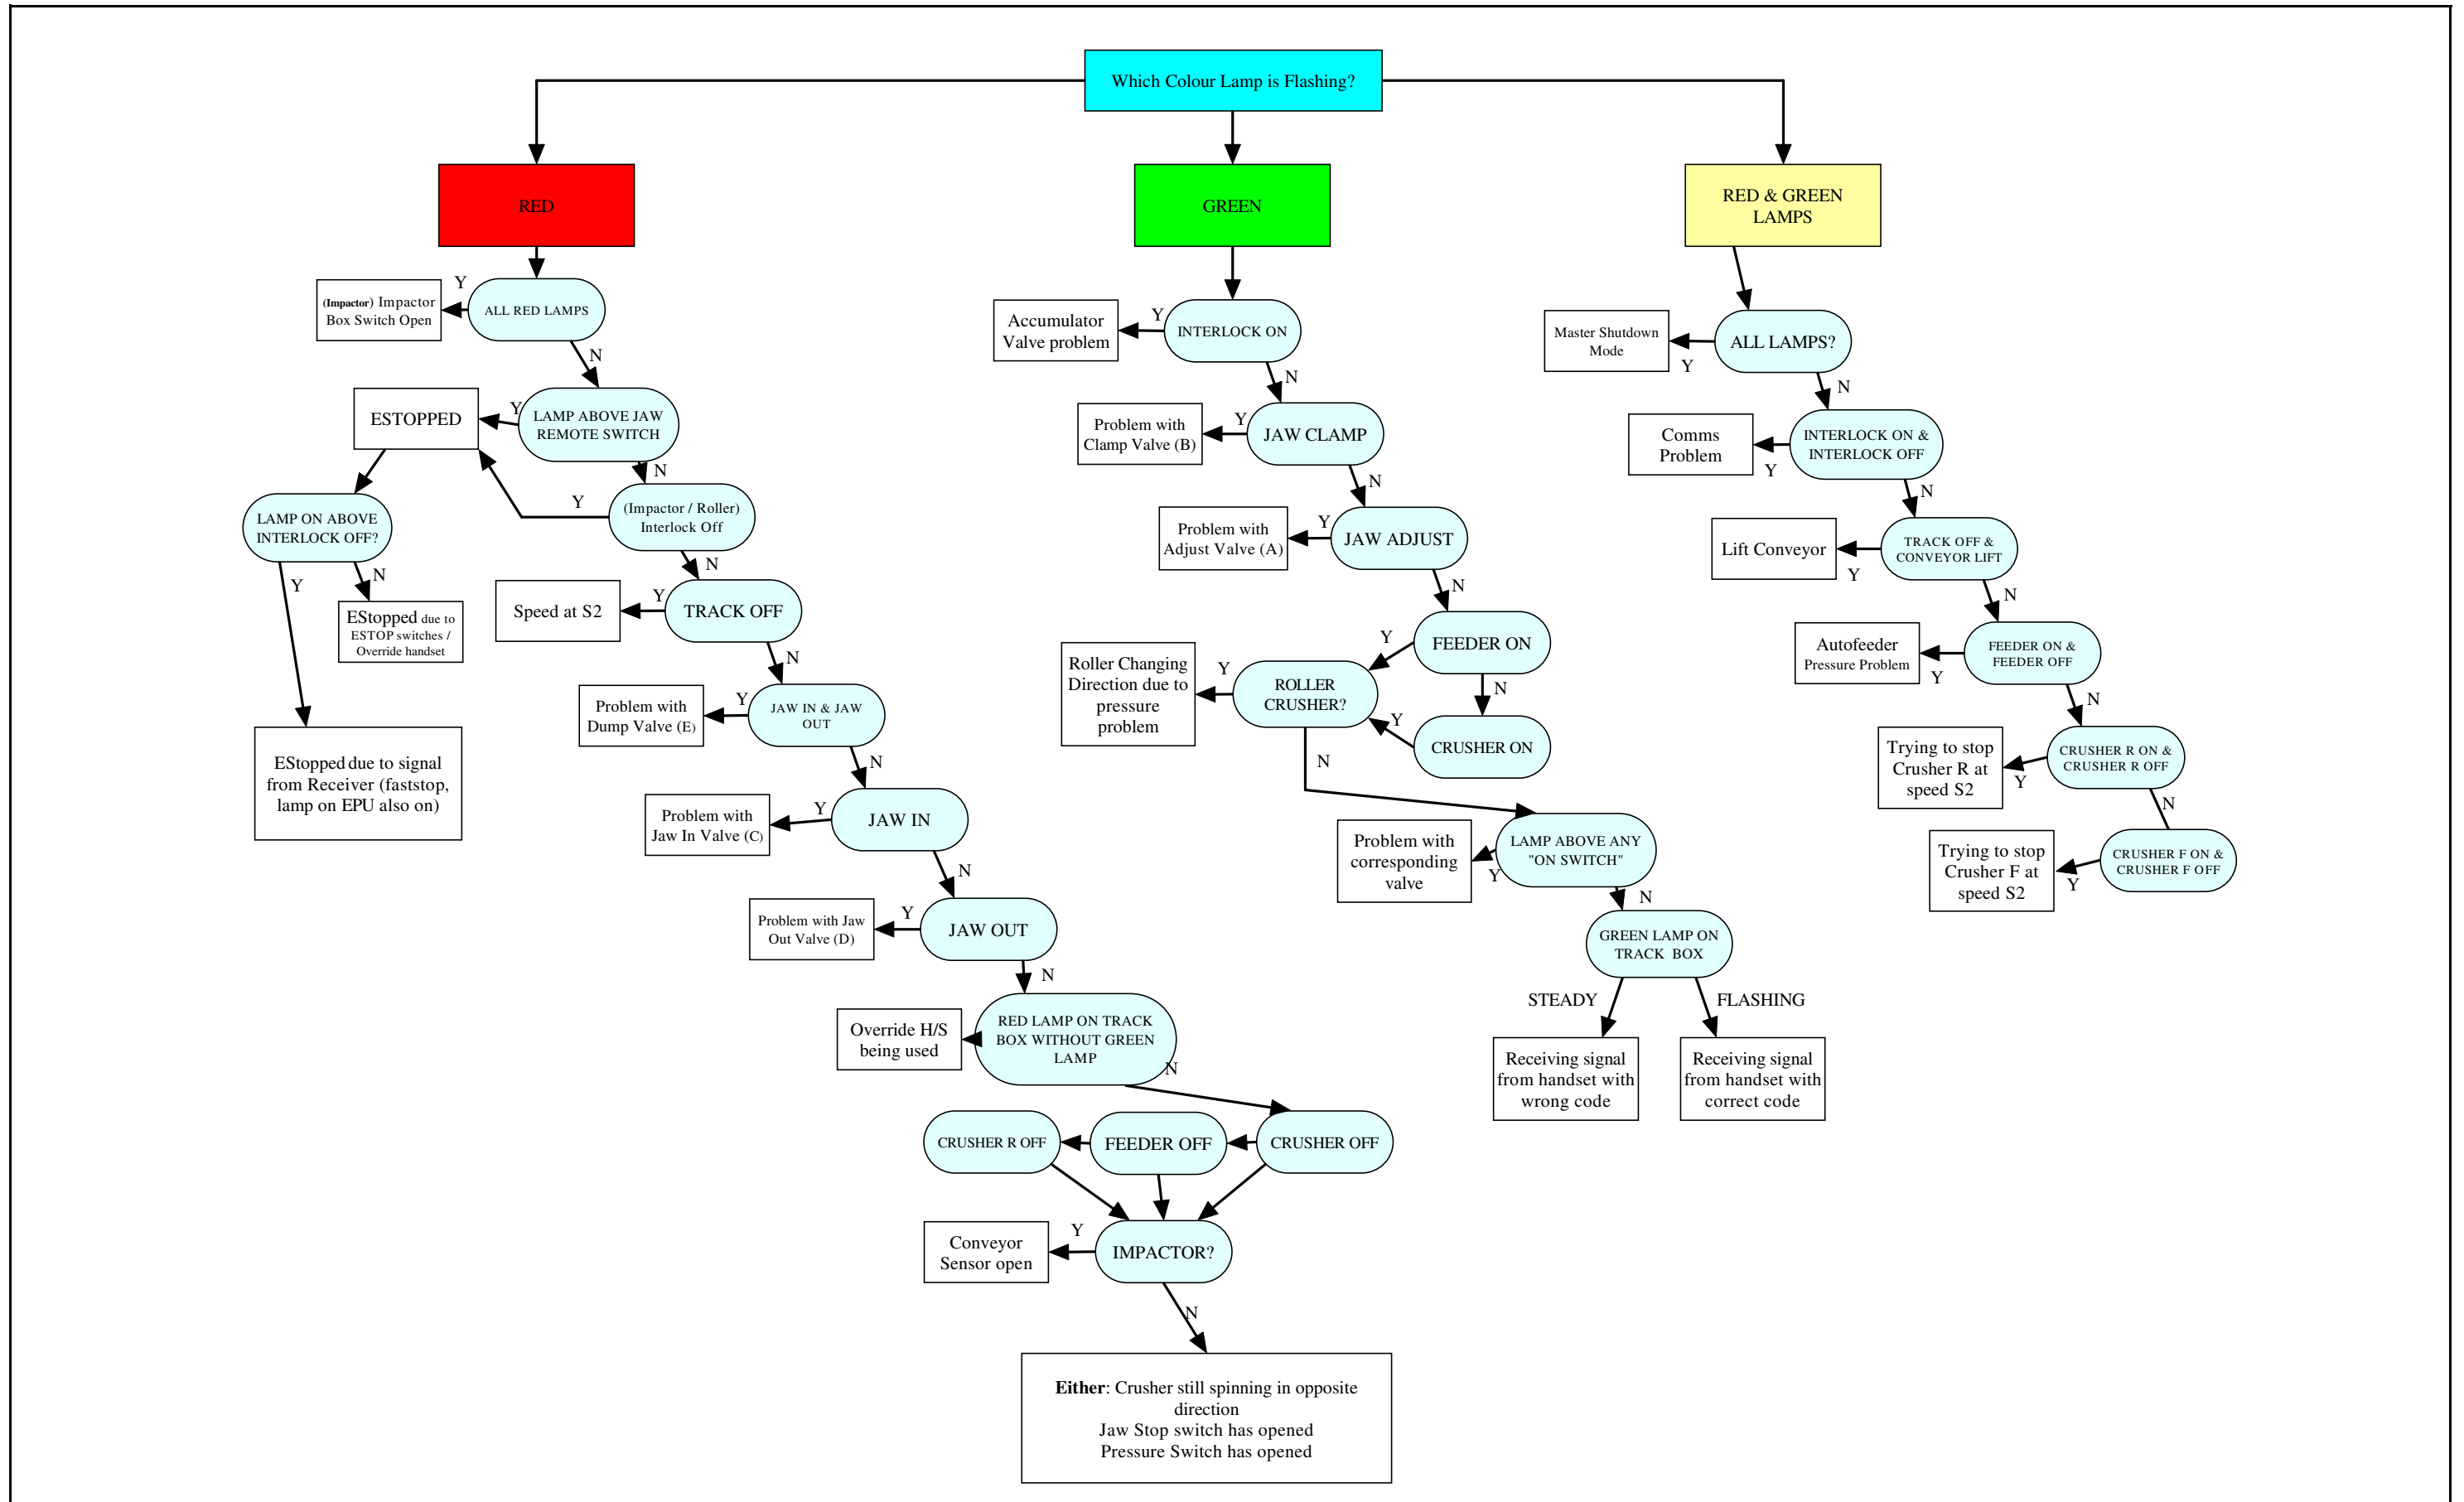 Which Colour Lamp is Flashing?
RED
GREEN
RED & GREEN
LAMPS
(Impactor) Impactor
Box Switch Open
Y
ALL RED LAMPS
N
ESTOPPED
Y
LAMP ABOVE JAW
REMOTE SWITCH
N
Y
(Impactor / Roller)
Interlock Off
N
LAMP ON ABOVE
INTERLOCK OFF?
Y
N
EStopped due to
ESTOP switches /
Override handset
EStopped due to signal
from Receiver (faststop,
lamp on EPU also on)
Speed at S2
Y
TRACK OFF
N
Problem with
Dump Valve (E)
Y
JAW IN & JAW
OUT
N
Problem with
Jaw In Valve (C)
Y
JAW IN
N
Problem with Jaw
Out Valve (D)
Y
JAW OUT
N
Override H/S
being used
RED LAMP ON TRACK
BOX WITHOUT GREEN
LAMP
N
CRUSHER R OFF
FEEDER OFF
CRUSHER OFF
Conveyor
Sensor open
Y
IMPACTOR?
N
Either: Crusher still spinning in opposite
direction
Jaw Stop switch has opened
Pressure Switch has opened
Accumulator
Valve problem
Y
INTERLOCK ON
N
Problem with
Clamp Valve (B)
Y
JAW CLAMP
N
Problem with
Adjust Valve (A)
Y
JAW ADJUST
N
Y
FEEDER ON
N
Roller Changing
Direction due to
pressure
problem
Y
ROLLER
CRUSHER?
Y
CRUSHER ON
N
Problem with
corresponding
valve
Y
LAMP ABOVE ANY
"ON SWITCH"
N
GREEN LAMP ON
TRACK BOX
STEADY
FLASHING
Receiving signal
from handset with
wrong code
Receiving signal
from handset with
correct code
Master Shutdown
Mode
Y
ALL LAMPS?
N
Comms
Problem
Y
INTERLOCK ON &
INTERLOCK OFF
N
Lift Conveyor
Y
TRACK OFF &
CONVEYOR LIFT
N
Autofeeder
Pressure Problem
Y
FEEDER ON &
FEEDER OFF
N
Trying to stop
Crusher R at
speed S2
Y
CRUSHER R ON &
CRUSHER R OFF
N
Trying to stop
Crusher F at
speed S2
Y
CRUSHER F ON &
CRUSHER F OFF